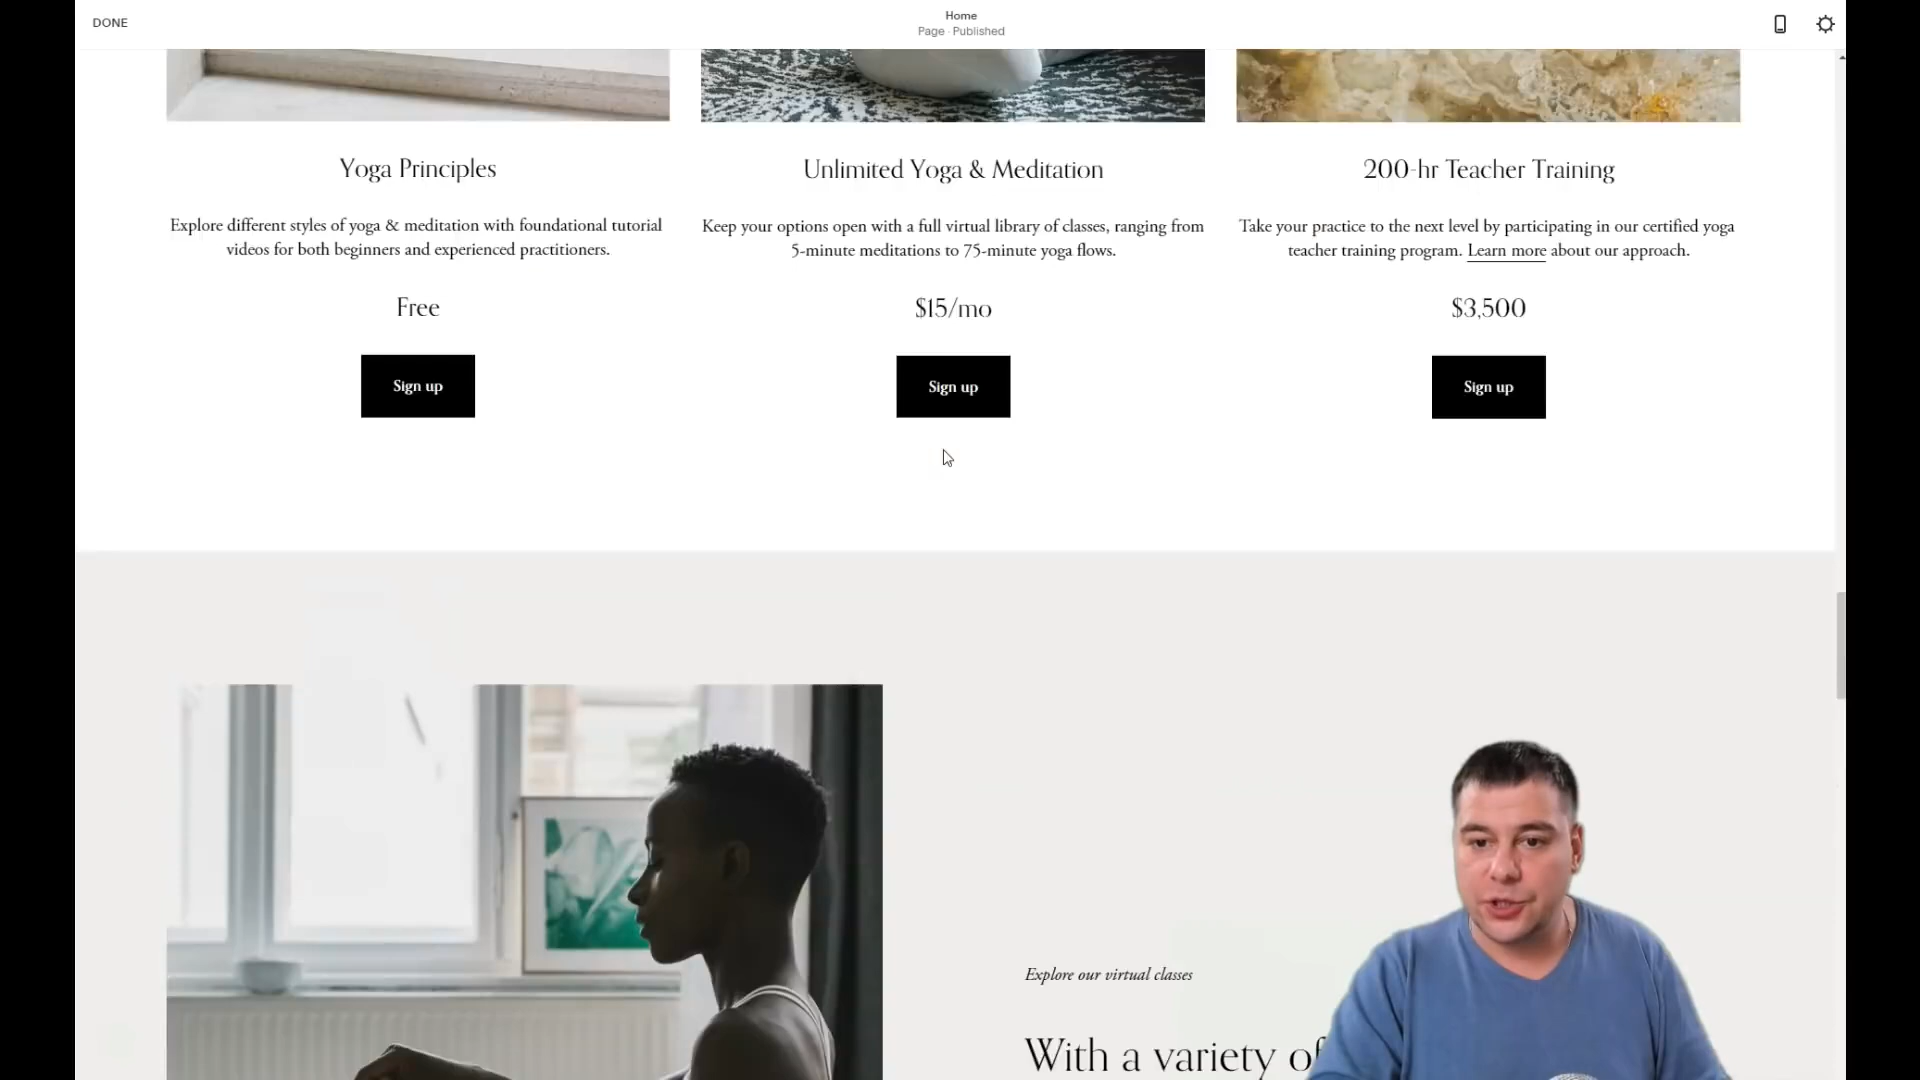 DONE
Home
Page · Published
Yoga Principles
Explore different styles of yoga & meditation with foundational tutorial
videos for both beginners and experienced practitioners.
Free
Sign up
Unlimited Yoga & Meditation
Keep your options open with a full virtual library of classes, ranging from
5-minute meditations to 75-minute yoga flows.
$15/mo
Sign up
200-hr Teacher Training
Take your practice to the next level by participating in our certified yoga
teacher training program. Learn more about our approach.
$3,500
Sign up
Explore our virtual classes
With a variety of